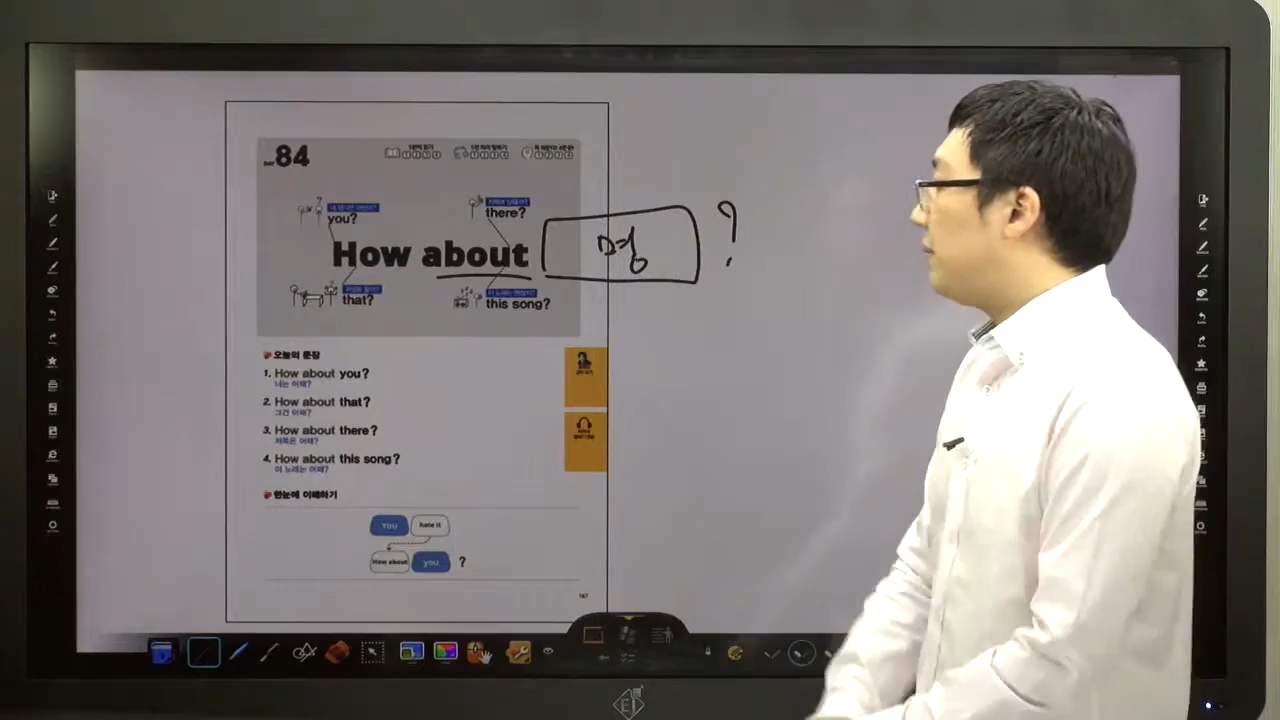 DAY 84
you?
there?
How about 명사 ?
that?
this song?
오늘의 문장
1. How about you?
너는 어때?
2. How about that?
그건 어때?
3. How about there?
저쪽은 어때?
4. How about this song?
이 노래는 어때?
한눈에 이해하기
You hate it
How about you ?
167